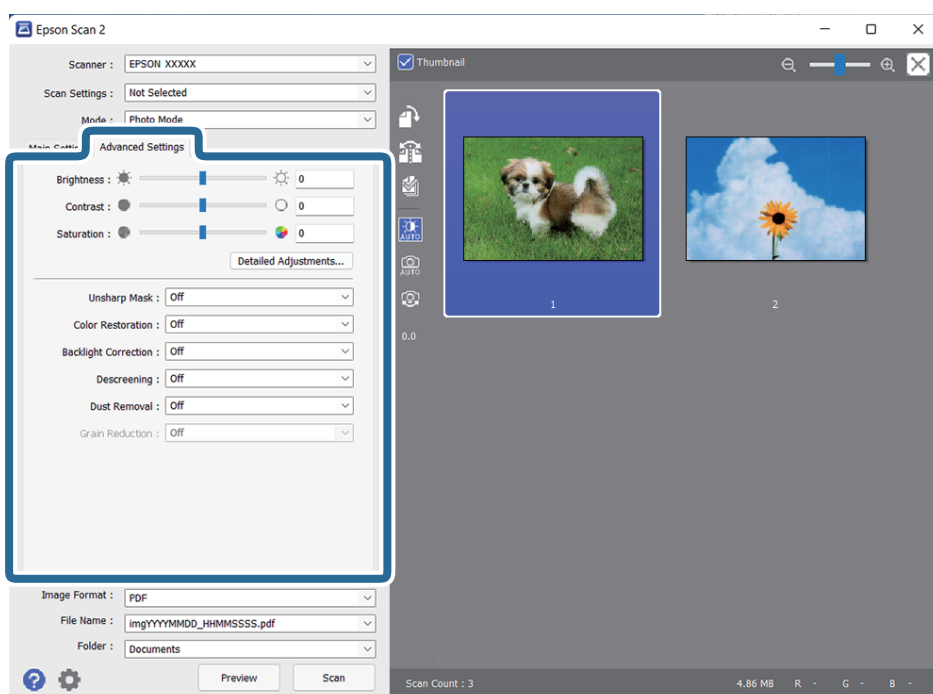 Epson Scan 2
Scanner : EPSON XXXXX
Scan Settings : Not Selected
Mode : Photo Mode
Advanced Settings
Brightness : 0
Contrast : 0
Saturation : 0
Detailed Adjustments...
Unsharp Mask : Off
Color Restoration : Off
Backlight Correction : Off
Descreening : Off
Dust Removal : Off
Grain Reduction : Off
Image Format : PDF
File Name : imgYYYYMMDD_HHMMSSSS.pdf
Folder : Documents
Preview Scan
Thumbnail
AUTO
AUTO
0.0
1 2
Scan Count : 3 4.86 MB R - G - B -